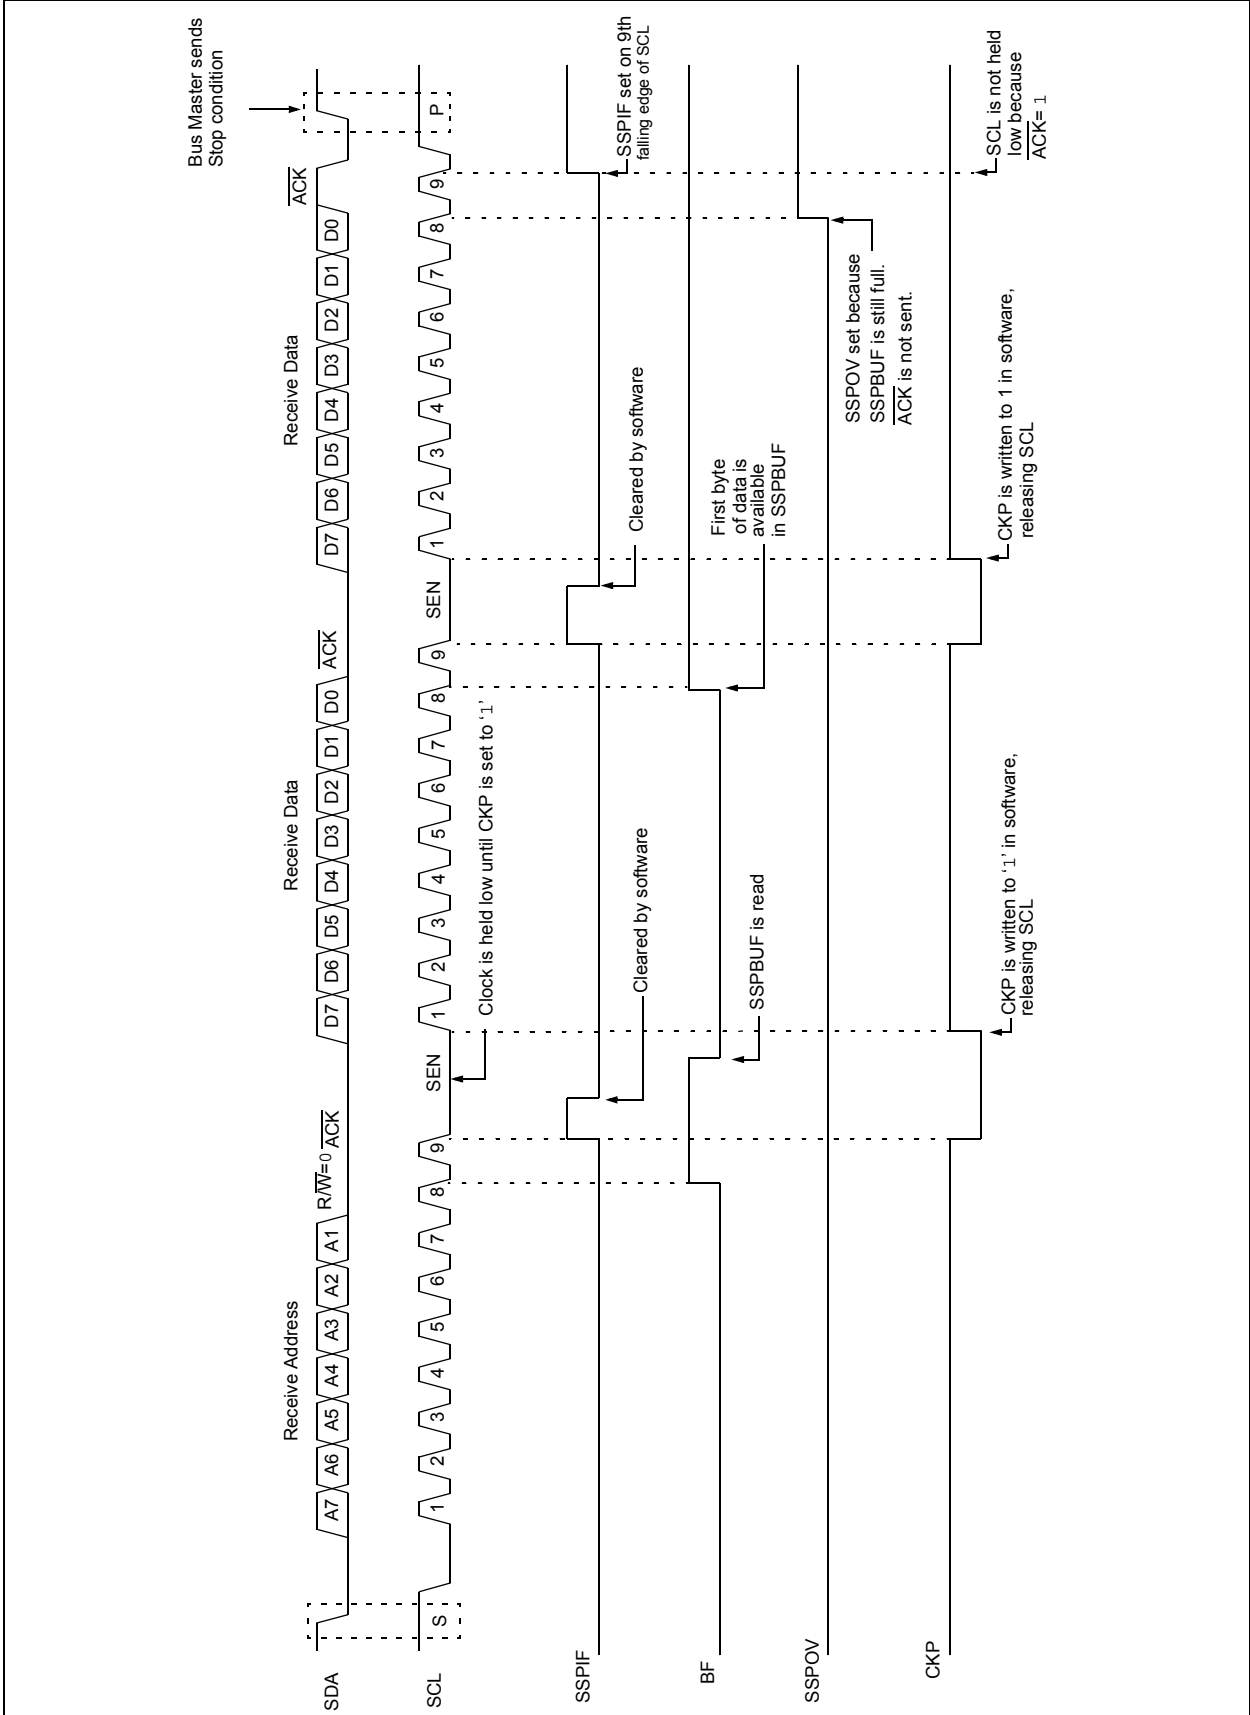 Bus Master sends
Stop condition
Receive Address
Receive Data
Receive Data
ACK
SDA
A7 A6 A5 A4 A3 A2 A1
R/W=0 ACK
D7 D6 D5 D4 D3 D2 D1 D0
ACK
D7 D6 D5 D4 D3 D2 D1 D0
SCL
S
1 2 3 4 5 6 7 8 9
SEN
1 2 3 4 5 6 7 8 9
SEN
1 2 3 4 5 6 7 8 9
P
Clock is held low until CKP is set to ‘1’
SSPIF
Cleared by software
Cleared by software
SSPIF set on 9th
falling edge of SCL
BF
SSPBUF is read
First byte
of data is
available
in SSPBUF
SSPOV
SSPOV set because
SSPBUF is still full.
ACK is not sent.
CKP
CKP is written to ‘1’ in software,
releasing SCL
CKP is written to 1 in software,
releasing SCL
SCL is not held
low because
ACK= 1